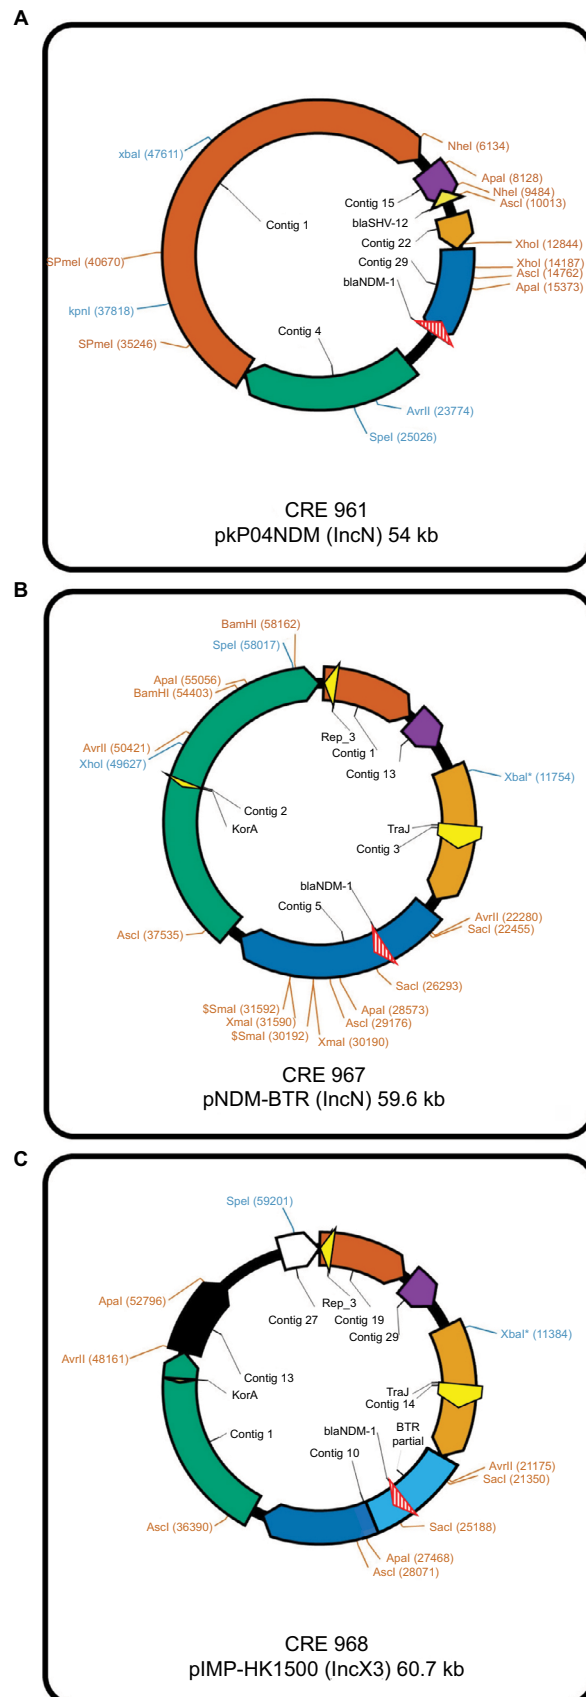 A
NheI (6134)
xbaI (47611)
ApaI (8128)
NheI (9484)
AscI (10013)
Contig 15
blaSHV-12
Contig 1
Contig 22
XhoI (12844)
Contig 29
XhoI (14187)
SPmeI (40670)
AscI (14762)
blaNDM-1
ApaI (15373)
kpnI (37818)
Contig 4
SPmeI (35246)
AvrII (23774)
SpeI (25026)
CRE 961
pkP04NDM (IncN) 54 kb
B
BamHI (58162)
SpeI (58017)
ApaI (55056)
BamHI (54403)
Rep_3
AvrII (50421)
Contig 1
XhoI (49627)
Contig 13
XbaI* (11754)
Contig 2
KorA
TraJ
Contig 3
blaNDM-1
Contig 5
AvrII (22280)
AscI (37535)
SacI (22455)
SacI (26293)
$SmaI (31592)
ApaI (28573)
XmaI (31590)
AscI (29176)
$SmaI (30192)
XmaI (30190)
CRE 967
pNDM-BTR (IncN) 59.6 kb
C
SpeI (59201)
ApaI (52796)
Rep_3
Contig 27
Contig 19
XbaI* (11384)
Contig 29
AvrII (48161)
Contig 13
KorA
TraJ
Contig 14
Contig 1
blaNDM-1
BTR
partial
Contig 10
AvrII (21175)
SacI (21350)
AscI (36390)
SacI (25188)
ApaI (27468)
AscI (28071)
CRE 968
pIMP-HK1500 (IncX3) 60.7 kb